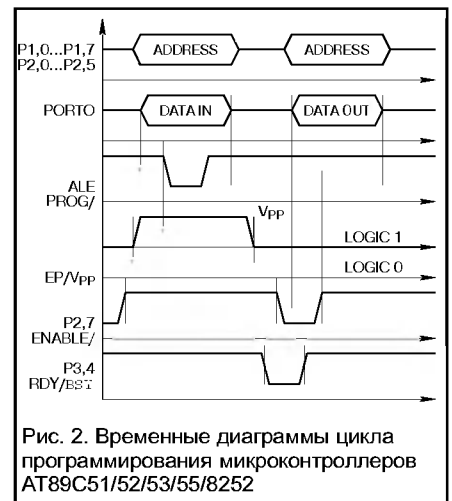 P1,0...P1,7 ADDRESS ADDRESS
P2,0...P2,5
PORTO DATA IN DATA OUT
ALE
PROG/
VPP
LOGIC 1
LOGIC 0
EP/VPP
P2,7
ENABLE/
P3,4
RDY/BST
Рис. 2. Временные диаграммы цикла
программирования микроконтроллеров
AT89C51/52/53/55/8252